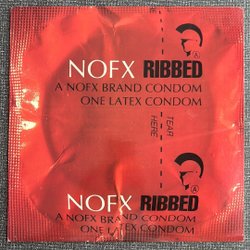 NOFX RIBBED
A NOFX BRAND CONDOM
ONE LATEX CONDOM
TEAR
HERE
NOFX RIBBED
A NOFX BRAND CONDOM
ONE LATEX CONDOM